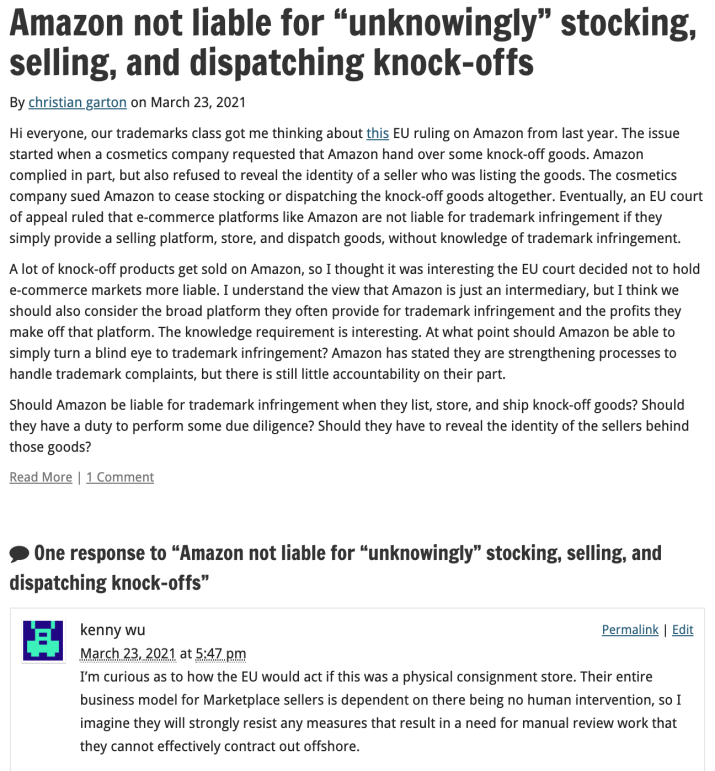 Amazon not liable for “unknowingly” stocking,
selling, and dispatching knock-offs
By christian garton on March 23, 2021
Hi everyone, our trademarks class got me thinking about this EU ruling on Amazon from last year. The issue
started when a cosmetics company requested that Amazon hand over some knock-off goods. Amazon
complied in part, but also refused to reveal the identity of a seller who was listing the goods. The cosmetics
company sued Amazon to cease stocking or dispatching the knock-off goods altogether. Eventually, an EU court
of appeal ruled that e-commerce platforms like Amazon are not liable for trademark infringement if they
simply provide a selling platform, store, and dispatch goods, without knowledge of trademark infringement.
A lot of knock-off products get sold on Amazon, so I thought it was interesting the EU court decided not to hold
e-commerce markets more liable. I understand the view that Amazon is just an intermediary, but I think we
should also consider the broad platform they often provide for trademark infringement and the profits they
make off that platform. The knowledge requirement is interesting. At what point should Amazon be able to
simply turn a blind eye to trademark infringement? Amazon has stated they are strengthening processes to
handle trademark complaints, but there is still little accountability on their part.
Should Amazon be liable for trademark infringement when they list, store, and ship knock-off goods? Should
they have a duty to perform some due diligence? Should they have to reveal the identity of the sellers behind
those goods?
Read More | 1 Comment
One response to “Amazon not liable for “unknowingly” stocking, selling, and
dispatching knock-offs”
kenny wu
Permalink | Edit
March 23, 2021 at 5:47 pm
I’m curious as to how the EU would act if this was a physical consignment store. Their entire
business model for Marketplace sellers is dependent on there being no human intervention, so I
imagine they will strongly resist any measures that result in a need for manual review work that
they cannot effectively contract out offshore.